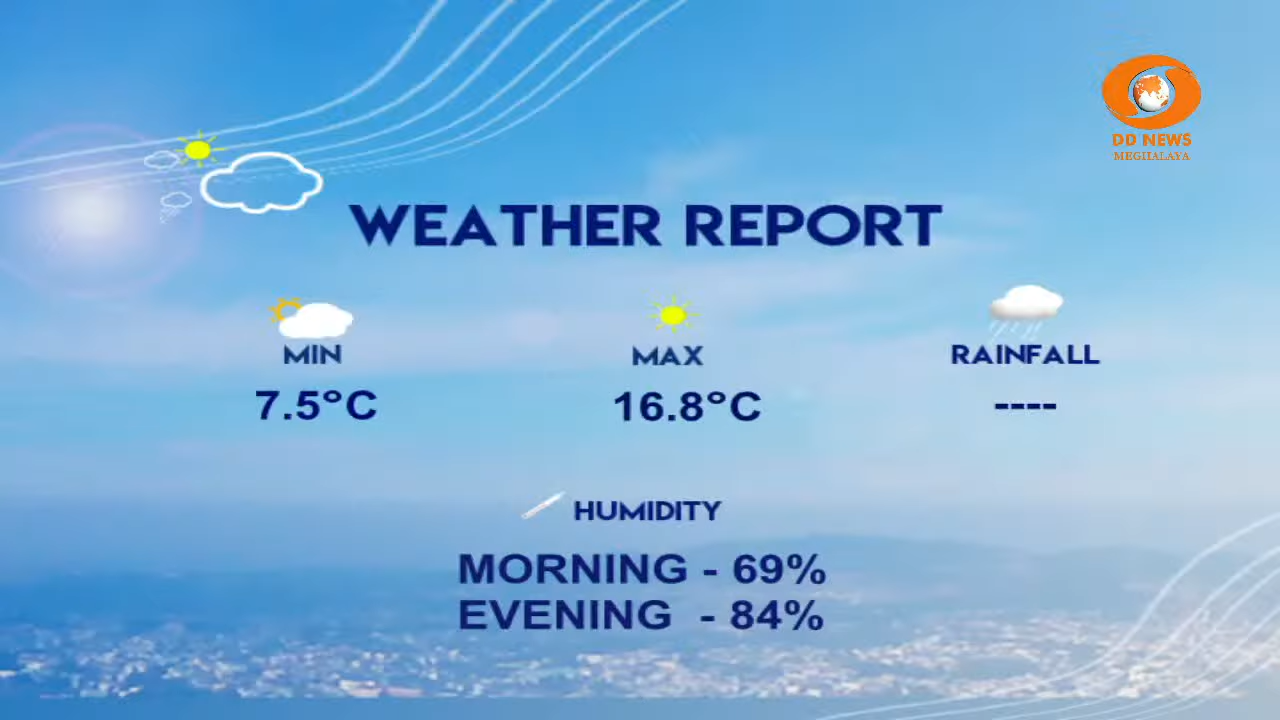 DD NEWS
MEGHALAYA
WEATHER REPORT
MIN
MAX
RAINFALL
7.5°C
16.8°C
----
HUMIDITY
MORNING - 69%
EVENING - 84%